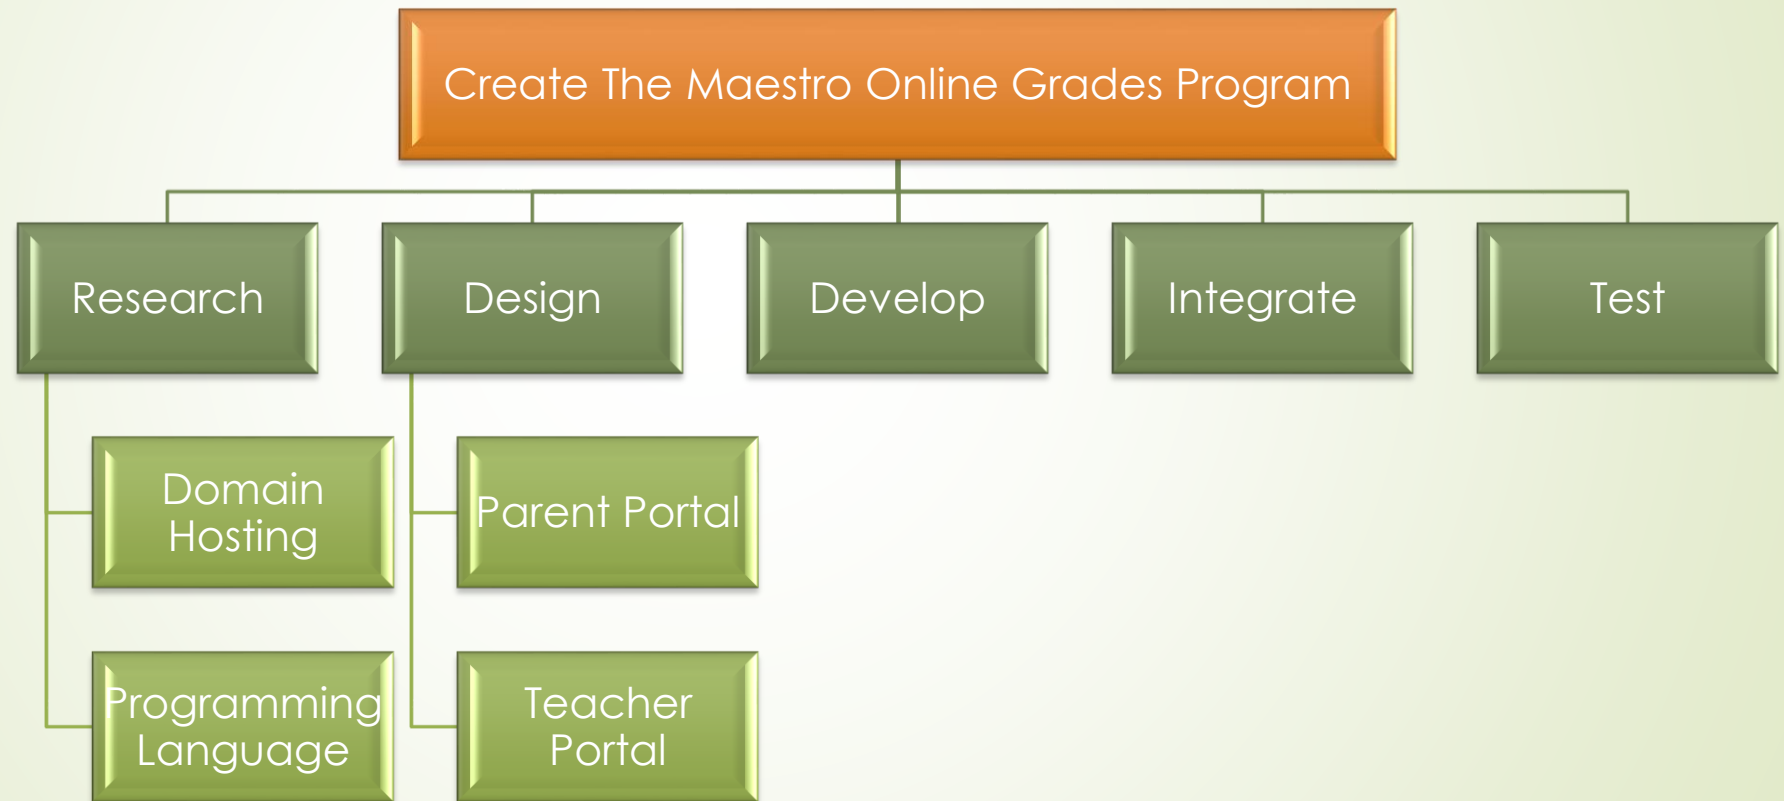 Create The Maestro Online Grades Program
Research
Design
Develop
Integrate
Test
Domain
Hosting
Parent Portal
Programming
Language
Teacher
Portal